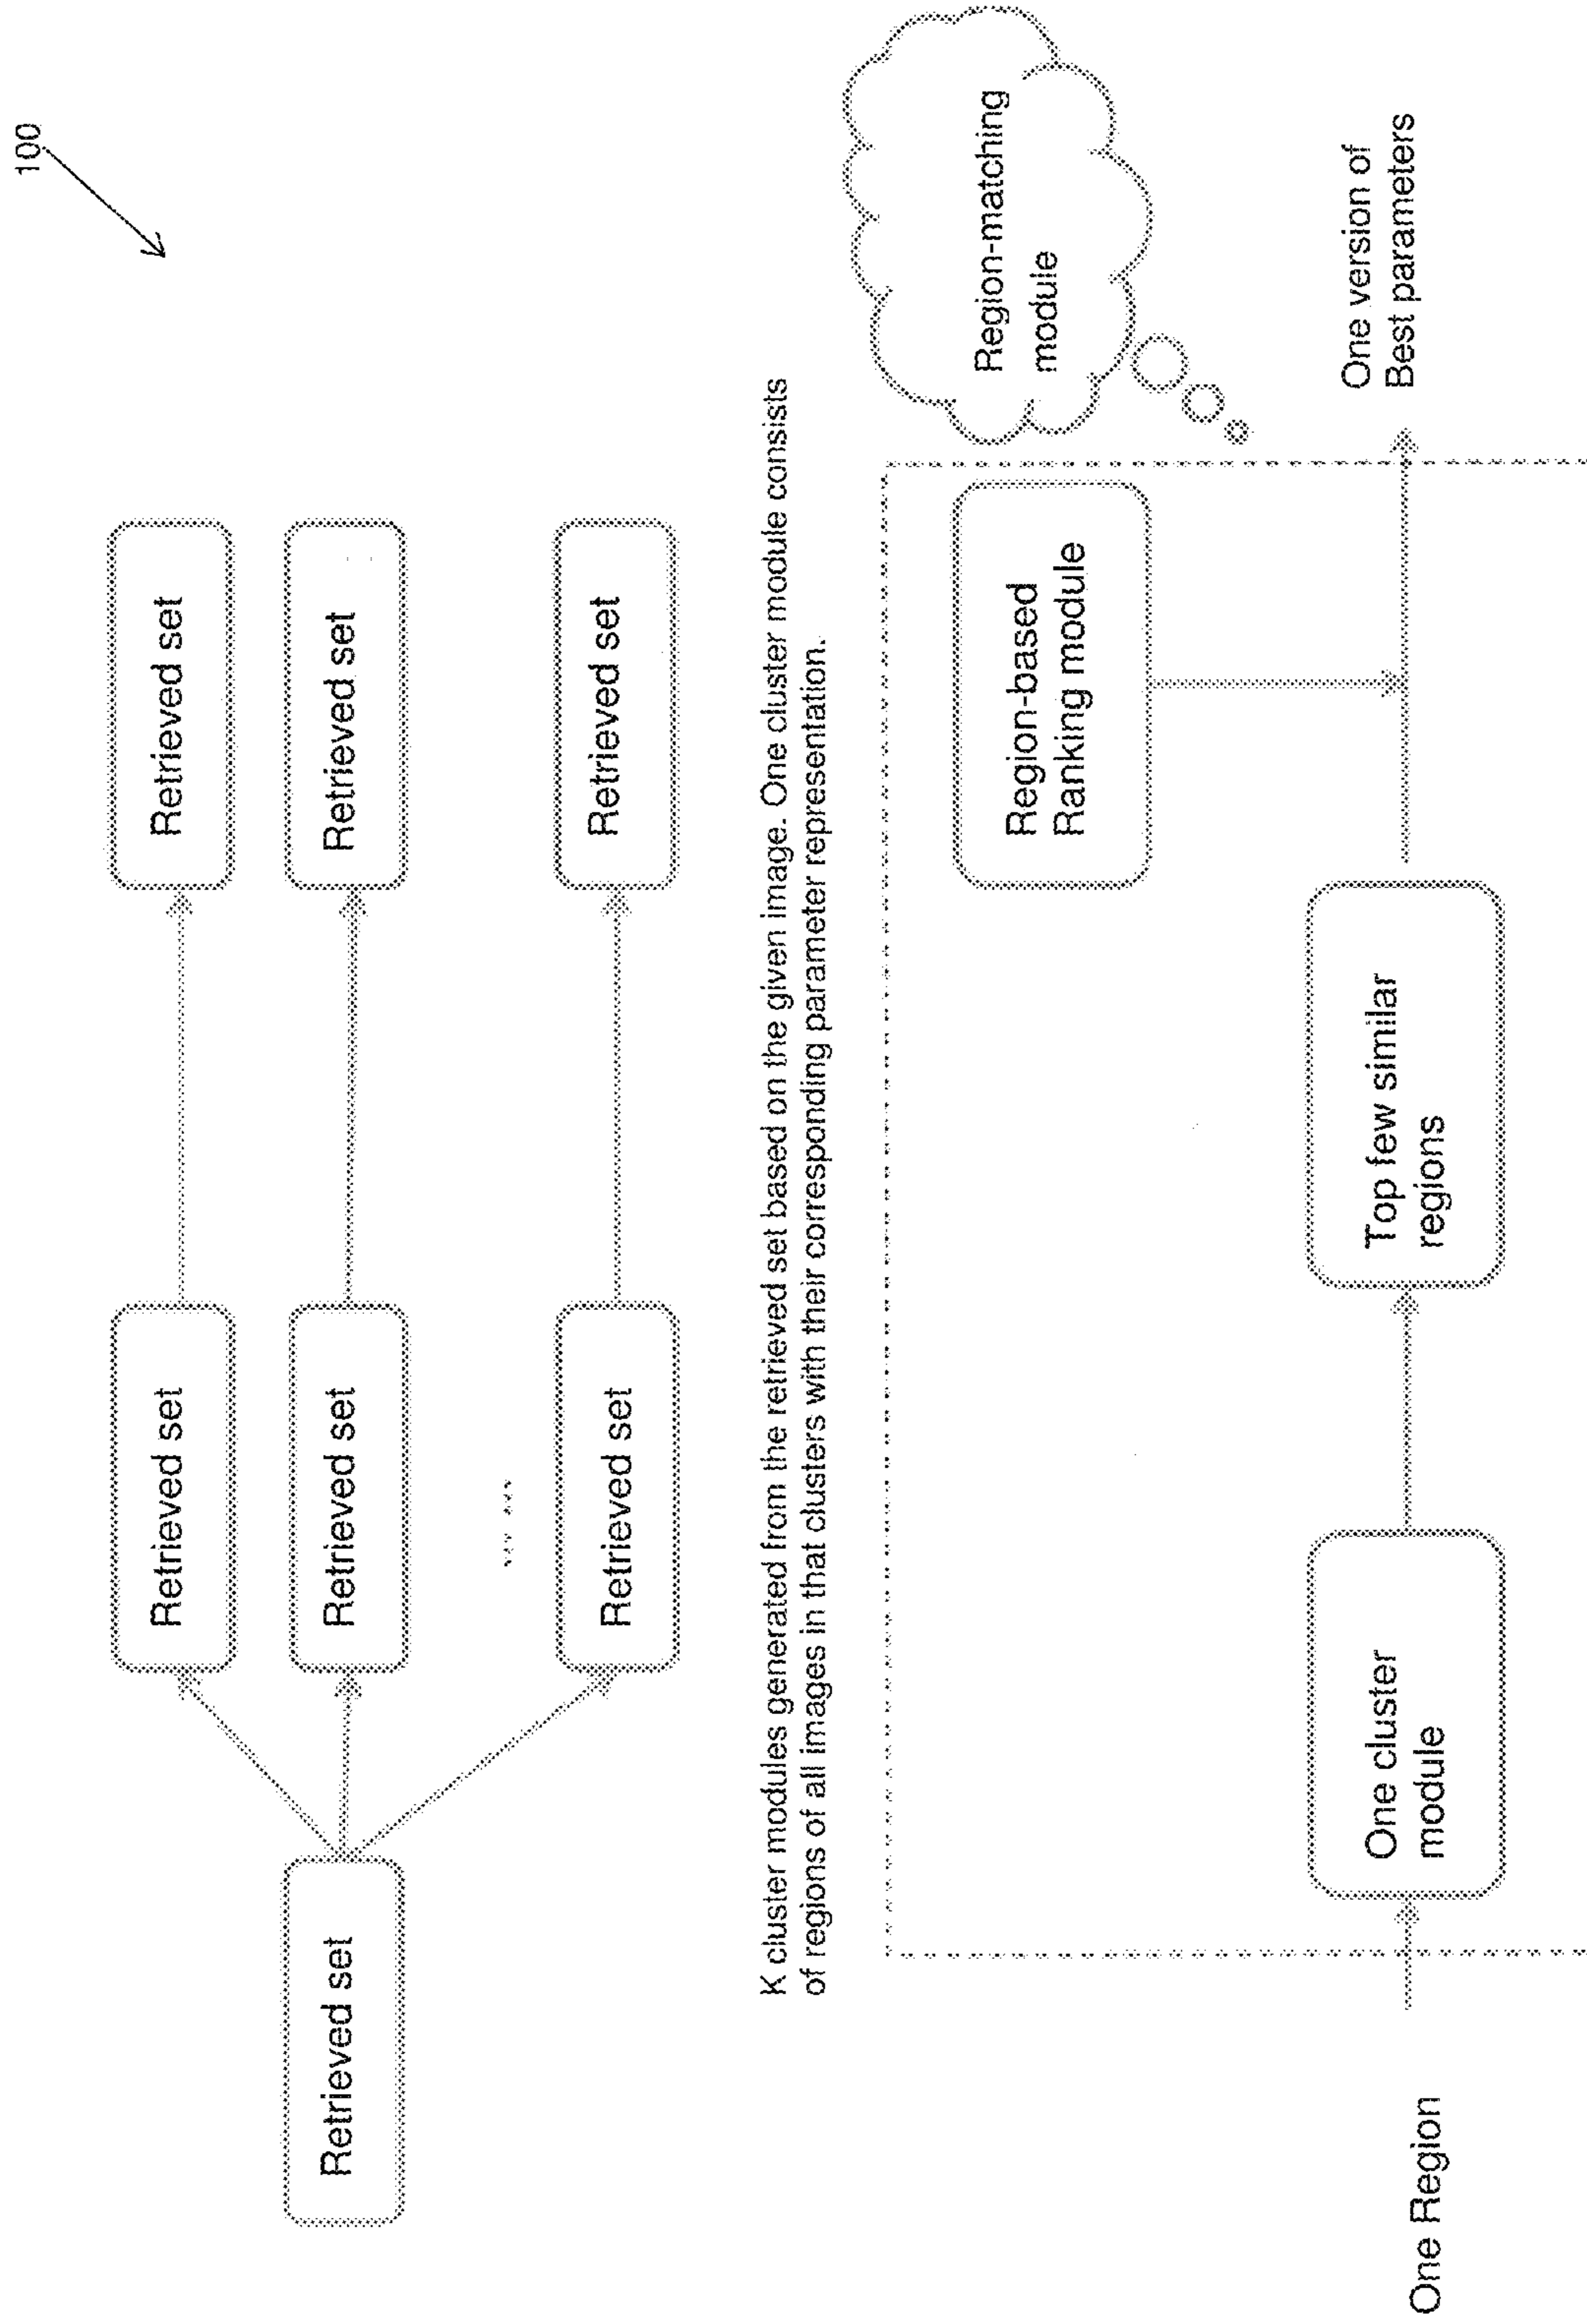 100
Retrieved set
Retrieved set
Retrieved set
Retrieved set
Retrieved set
Retrieved set
Retrieved set
... ...
K cluster modules generated from the retrieved set based on the given image. One cluster module consists
of regions of all images in that clusters with their corresponding parameter representation.
Region-matching
module
Region-based
Ranking module
One Region
One cluster
module
Top few similar
regions
One version of
Best parameters